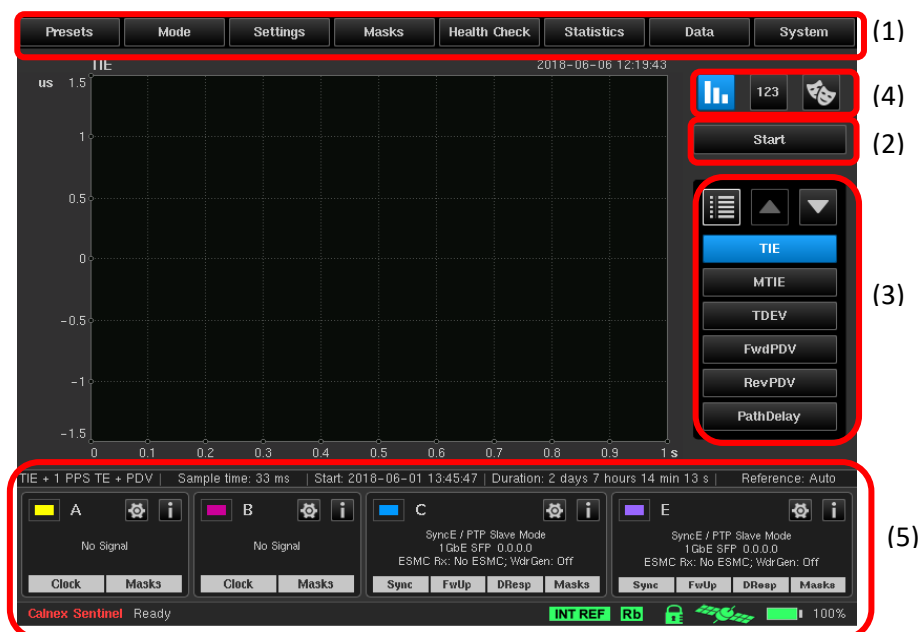 Presets Mode Settings Masks Health Check Statistics Data System (1)
TIE 2018-06-06 12:19:43
us 1.5
123 (4)
1
Start (2)
0.5
TIE
0
MTIE
(3)
TDEV
-0.5
FwdPDV
-1
RevPDV
PathDelay
-1.5
0 0.1 0.2 0.3 0.4 0.5 0.6 0.7 0.8 0.9 1 s
TIE + 1 PPS TE + PDV | Sample time: 33 ms | Start: 2018-06-01 13:45:47 | Duration: 2 days 7 hours 14 min 13 s | Reference: Auto
A i B i C i E i
SyncE / PTP Slave Mode SyncE / PTP Slave Mode
No Signal No Signal 1GbE SFP 0.0.0.0 1GbE SFP 0.0.0.0
(5)
ESMC Rx: No ESMC; WdrGen: Off ESMC Rx: No ESMC; WdrGen: Off
Clock Masks Clock Masks Sync FwUp DResp Masks Sync FwUp DResp Masks
Calnex Sentinel Ready INT REF Rb 100%